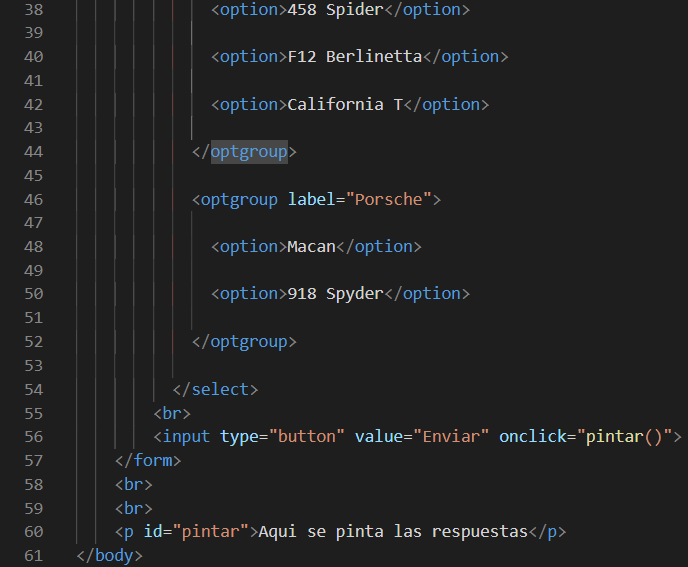 38 <option>458 Spider</option>
39
40 <option>F12 Berlinetta</option>
41
42 <option>California T</option>
43
44 </optgroup>
45
46 <optgroup label="Porsche">
47
48 <option>Macan</option>
49
50 <option>918 Spyder</option>
51
52 </optgroup>
53
54 </select>
55 <br>
56 <input type="button" value="Enviar" onclick="pintar()">
57 </form>
58 <br>
59 <br>
60 <p id="pintar">Aqui se pinta las respuestas</p>
61 </body>